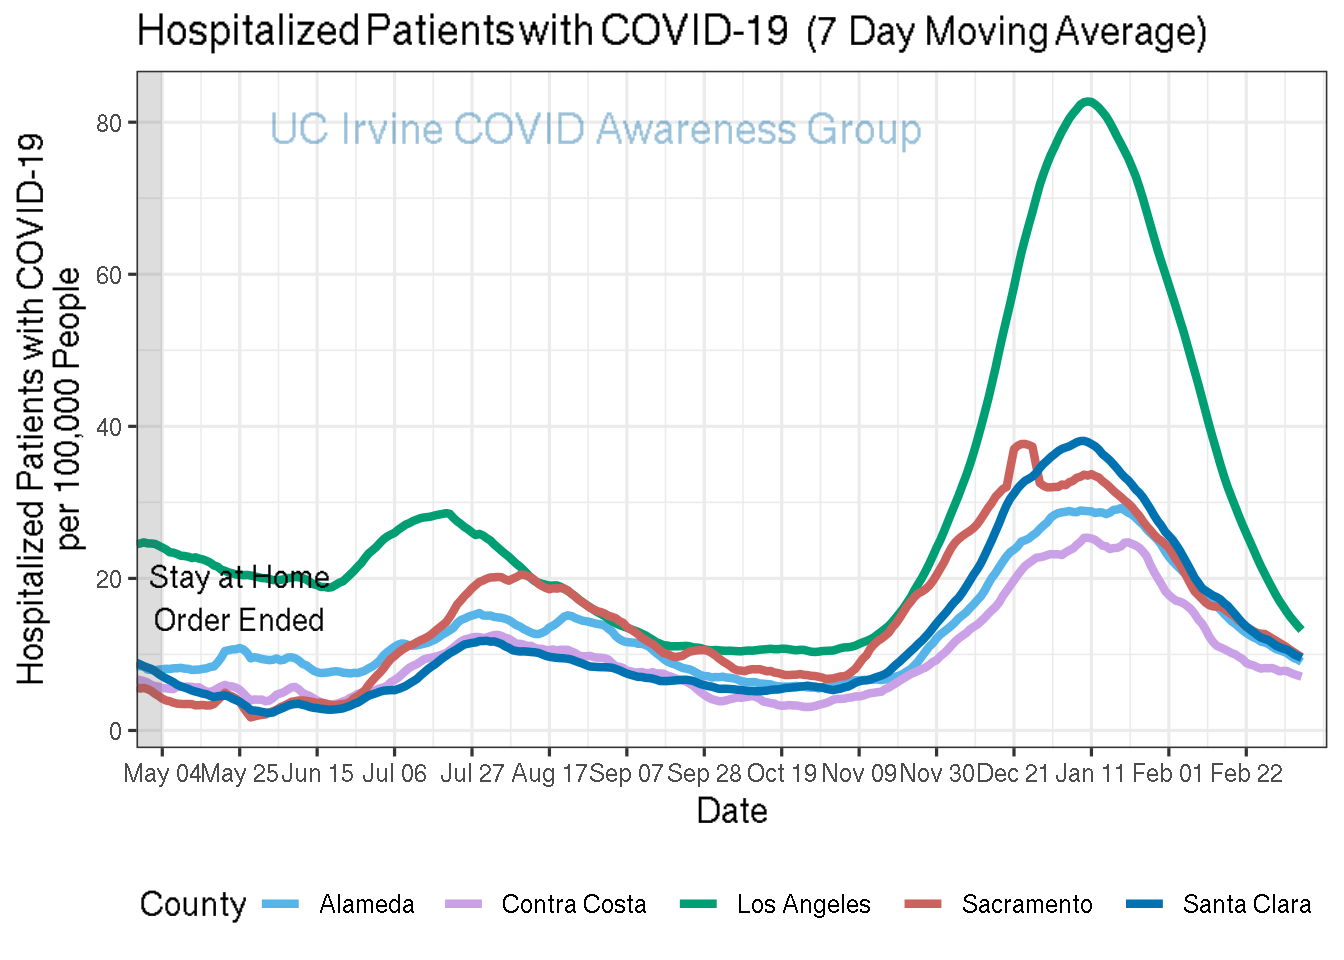 Hospitalized Patients with COVID-19 (7 Day Moving Average)
UC Irvine COVID Awareness Group
Hospitalized Patients with COVID-19
per 100,000 People
80
60
40
20
0
Stay at Home
Order Ended
May 04 May 25 Jun 15 Jul 06 Jul 27 Aug 17 Sep 07 Sep 28 Oct 19 Nov 09 Nov 30 Dec 21 Jan 11 Feb 01 Feb 22
Date
County Alameda Contra Costa Los Angeles Sacramento Santa Clara